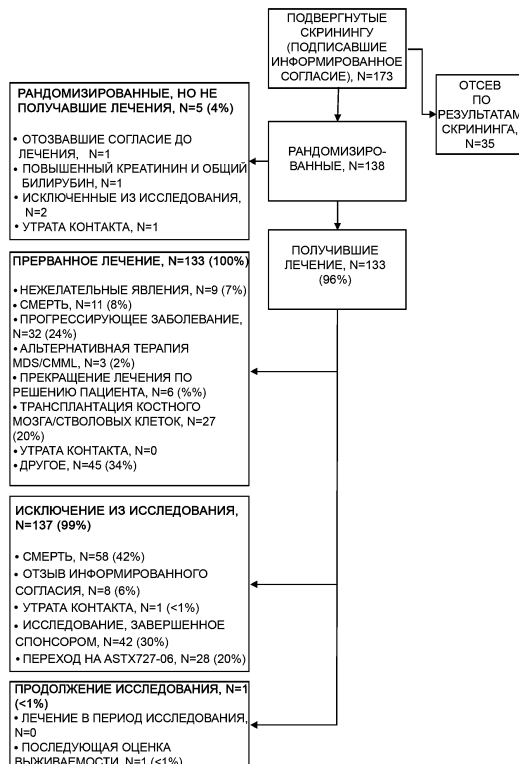 ПОДВЕРГНУТЫЕ
СКРИНИНГУ
(ПОДПИСАВШИЕ
ИНФОРМИРОВАННОЕ
СОГЛАСИЕ), N=173
ОТСЕВ
ПО
РЕЗУЛЬТАТАМ
СКРИНИНГА,
N=35
РАНДОМИЗИРОВАННЫЕ, НО НЕ
ПОЛУЧАВШИЕ ЛЕЧЕНИЯ, N=5 (4%)
• ОТОЗВАВШИЕ СОГЛАСИЕ ДО
ЛЕЧЕНИЯ, N=1
• ПОВЫШЕННЫЙ КРЕАТИНИН И ОБЩИЙ
БИЛИРУБИН, N=1
• ИСКЛЮЧЕННЫЕ ИЗ ИССЛЕДОВАНИЯ,
N=2
• УТРАТА КОНТАКТА, N=1
РАНДОМИЗИРО-
ВАННЫЕ, N=138
ПОЛУЧИВШИЕ
ЛЕЧЕНИЕ, N=133
(96%)
ПРЕРВАННОЕ ЛЕЧЕНИЕ, N=133 (100%)
• НЕЖЕЛАТЕЛЬНЫЕ ЯВЛЕНИЯ, N=9 (7%)
• СМЕРТЬ, N=11 (8%)
• ПРОГРЕССИРУЮЩЕЕ ЗАБОЛЕВАНИЕ,
N=32 (24%)
• АЛЬТЕРНАТИВНАЯ ТЕРАПИЯ
MDS/CMML, N=3 (2%)
• ПРЕКРАЩЕНИЕ ЛЕЧЕНИЯ ПО
РЕШЕНИЮ ПАЦИЕНТА, N=6 (%%)
• ТРАНСПЛАНТАЦИЯ КОСТНОГО
МОЗГА/СТВОЛОВЫХ КЛЕТОК, N=27
(20%)
• УТРАТА КОНТАКТА, N=0
• ДРУГОЕ, N=45 (34%)
ИСКЛЮЧЕНИЕ ИЗ ИССЛЕДОВАНИЯ,
N=137 (99%)
• СМЕРТЬ, N=58 (42%)
• ОТЗЫВ ИНФОРМИРОВАННОГО
СОГЛАСИЯ, N=8 (6%)
• УТРАТА КОНТАКТА, N=1 (<1%)
• ИССЛЕДОВАНИЕ, ЗАВЕРШЕННОЕ
СПОНСОРОМ, N=42 (30%)
• ПЕРЕХОД НА ASTX727-06, N=28 (20%)
ПРОДОЛЖЕНИЕ ИССЛЕДОВАНИЯ, N=1
(<1%)
• ЛЕЧЕНИЕ В ПЕРИОД ИССЛЕДОВАНИЯ,
N=0
• ПОСЛЕДУЮЩАЯ ОЦЕНКА
ВЫЖИВАЕМОСТИ, N=1 (<1%)